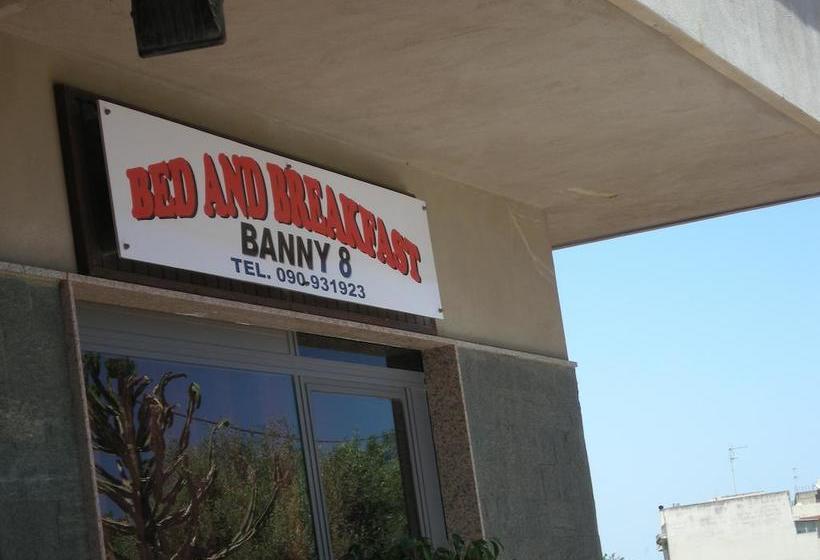 BED AND BREAKFAST
BANNY 8
TEL. 090-931923